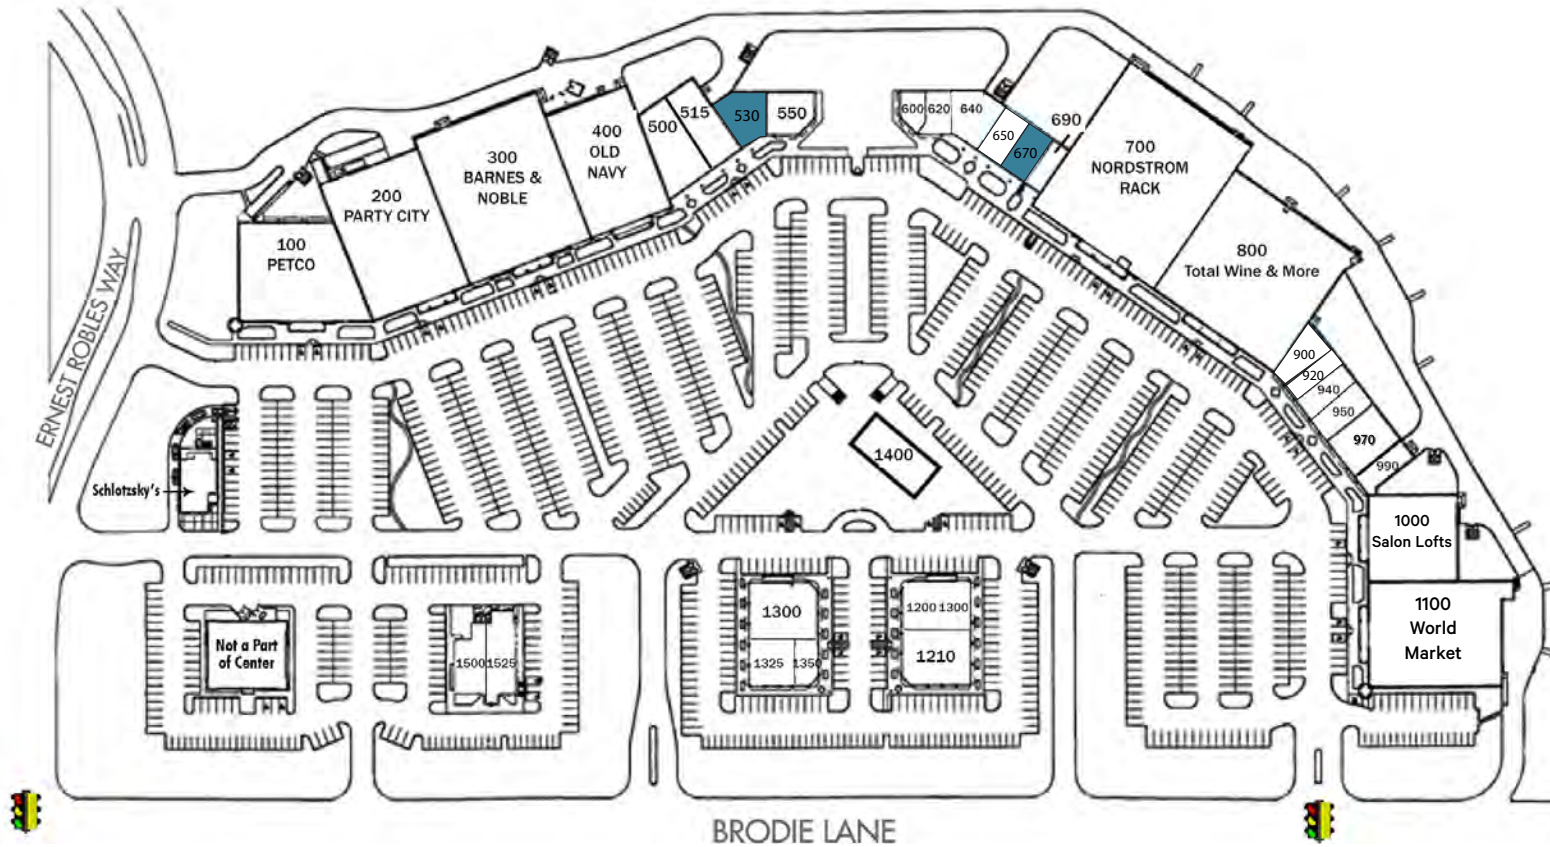 530
550
600
620
640
650
670
690
515
500
400
OLD
NAVY
300
BARNES &
NOBLE
200
PARTY CITY
100
PETCO
700
NORDSTROM
RACK
800
Total Wine & More
900
920
940
950
970
990
1000
Salon Lofts
1100
World
Market
1400
ERNEST ROBLES WAY
Schlotzsky's
Not a Part
of Center
1500
1525
1300
1325
1350
1200
1300
1210
BRODIE LANE